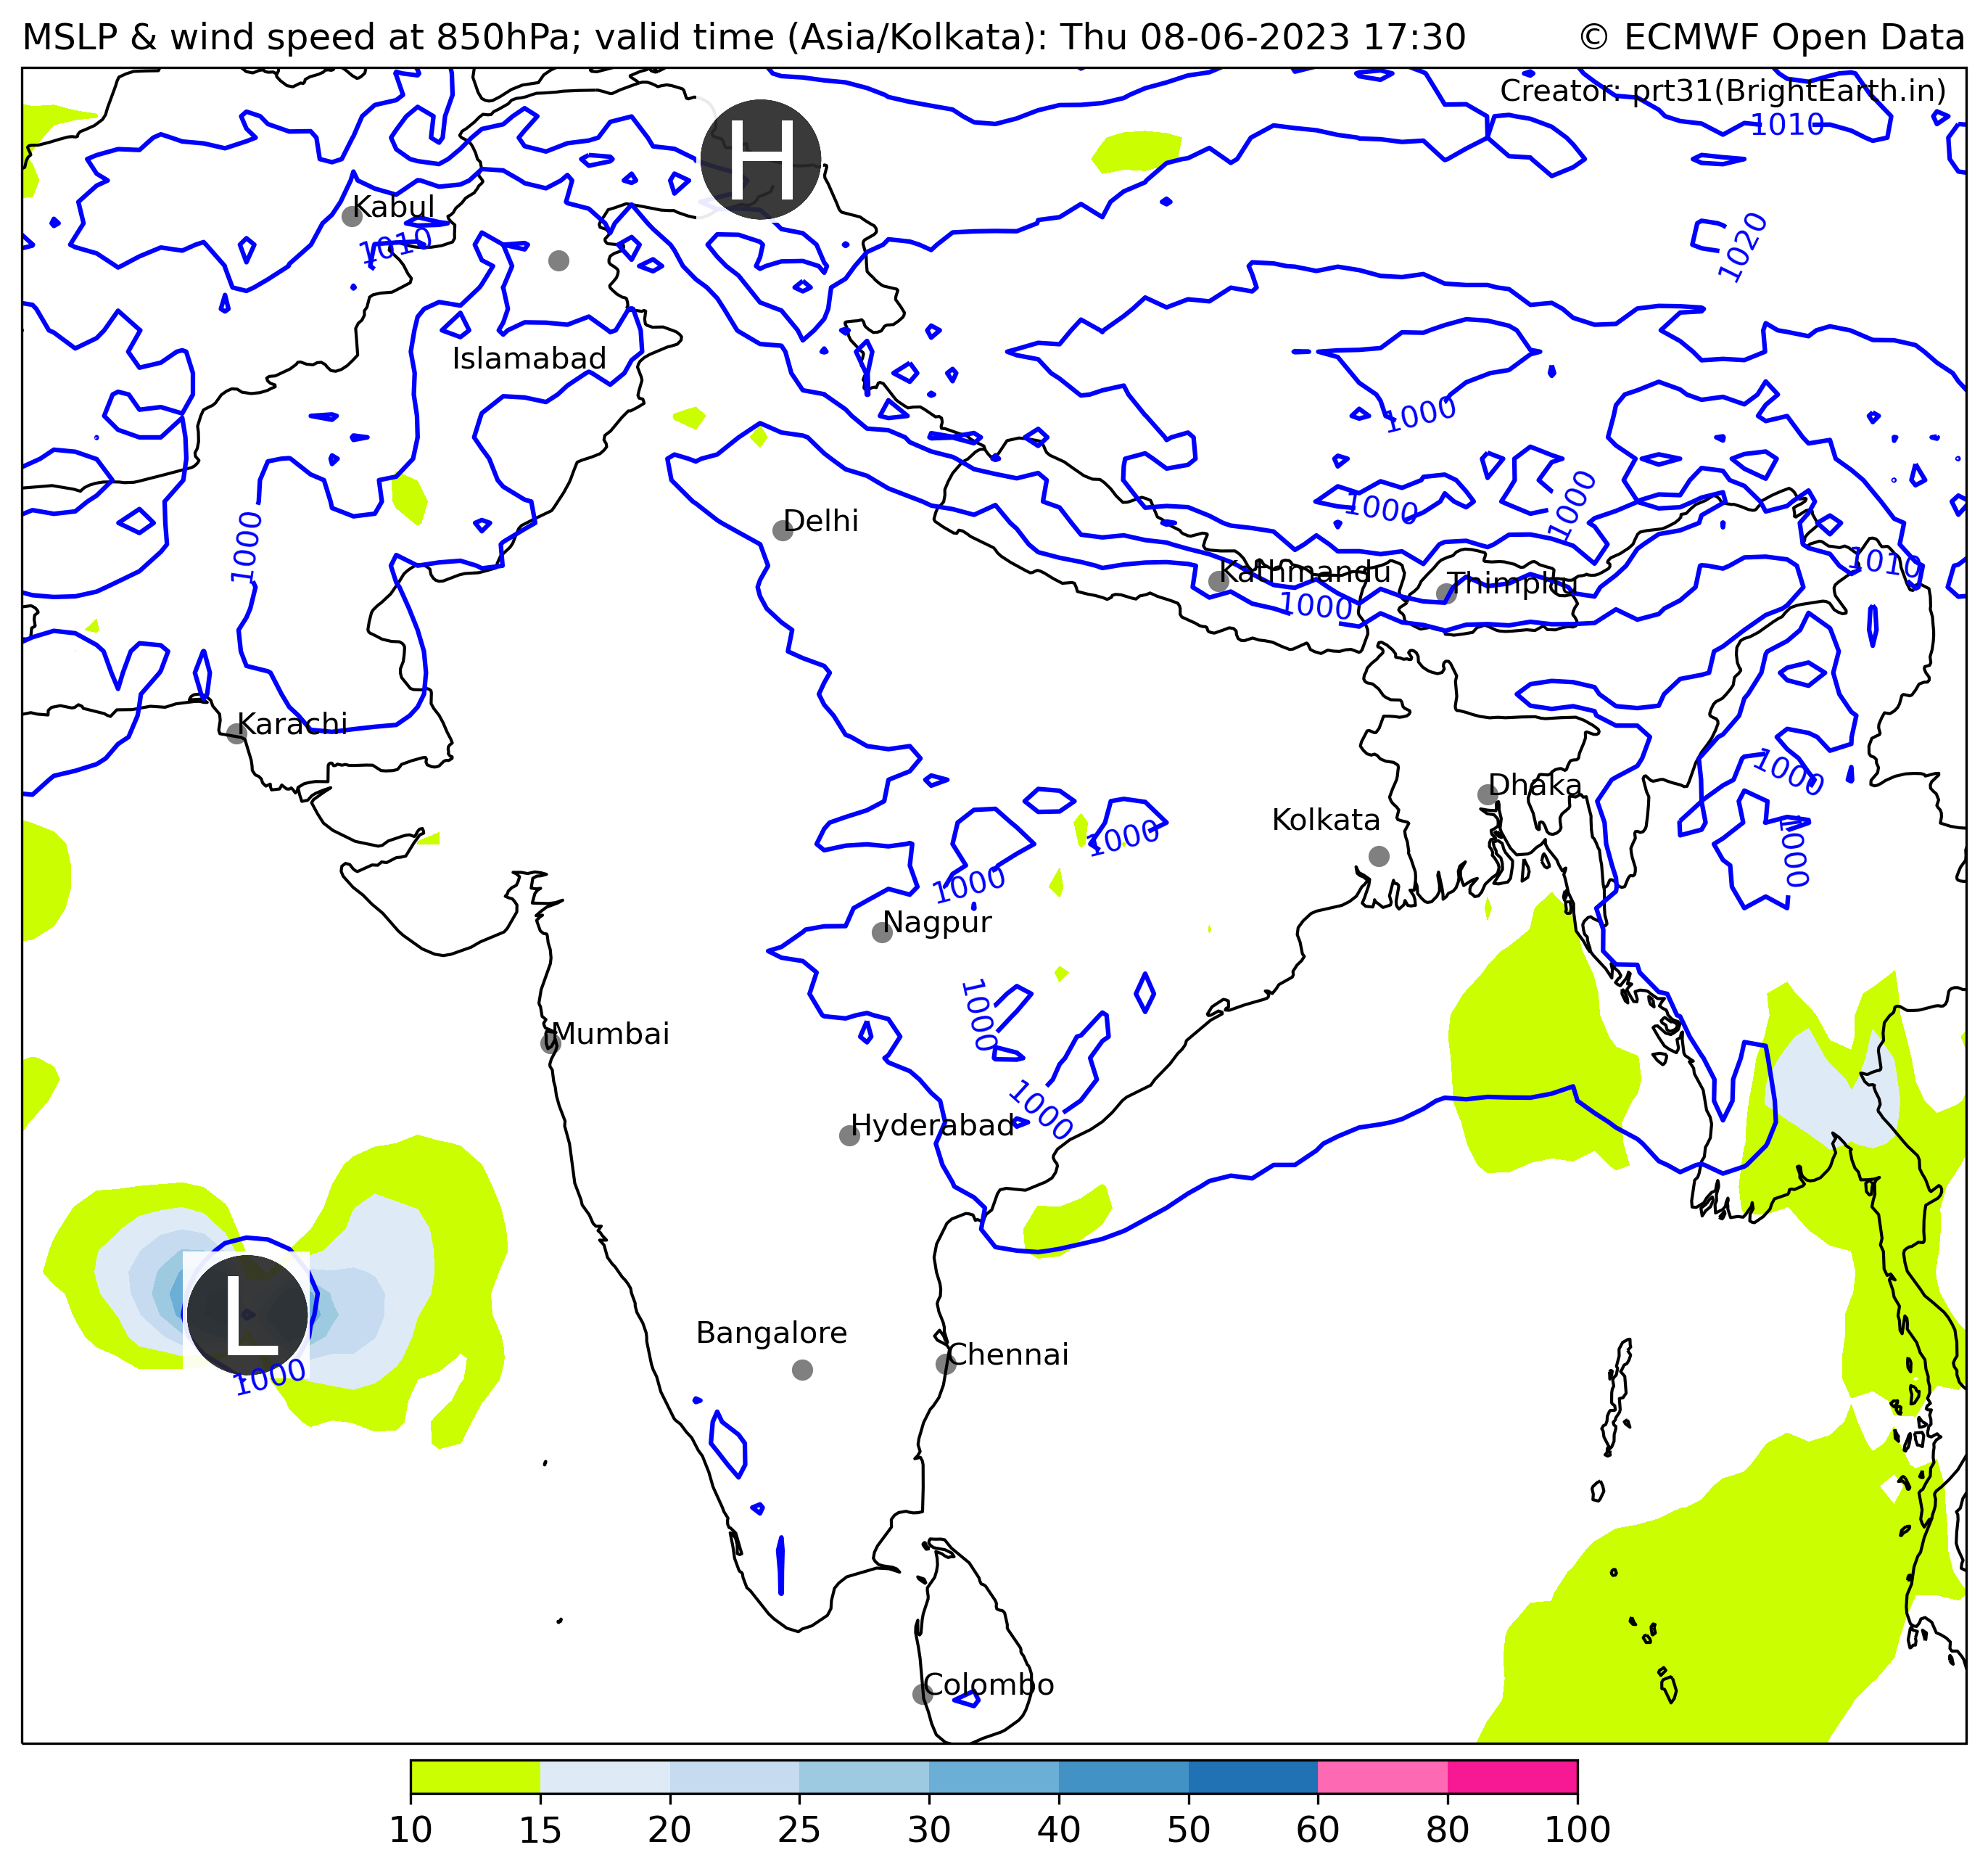 MSLP & wind speed at 850hPa; valid time (Asia/Kolkata): Thu 08-06-2023 17:30 © ECMWF Open Data
Creator: prt31(BrightEarth.in)
1010
H
Kabul
1010
1020
Islamabad
1000
1000
1000
1000
Delhi
1010
Kathmandu
Thimphu
1000
Karachi
1000
Dhaka
Kolkata
1000
1000
1000
Nagpur
1000
Mumbai
1000
Hyderabad
L
1000
Bangalore
Chennai
Colombo
10 15 20 25 30 40 50 60 80 100